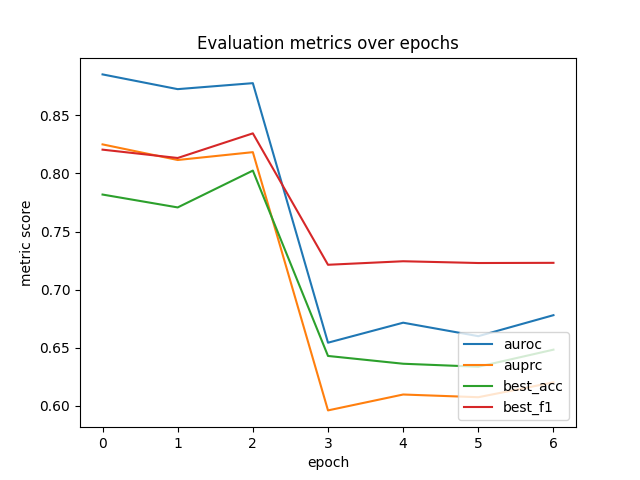 Evaluation metrics over epochs
metric score
0.85
0.80
0.75
0.70
0.65
0.60
0 1 2 3 4 5 6
epoch
auroc
auprc
best_acc
best_f1